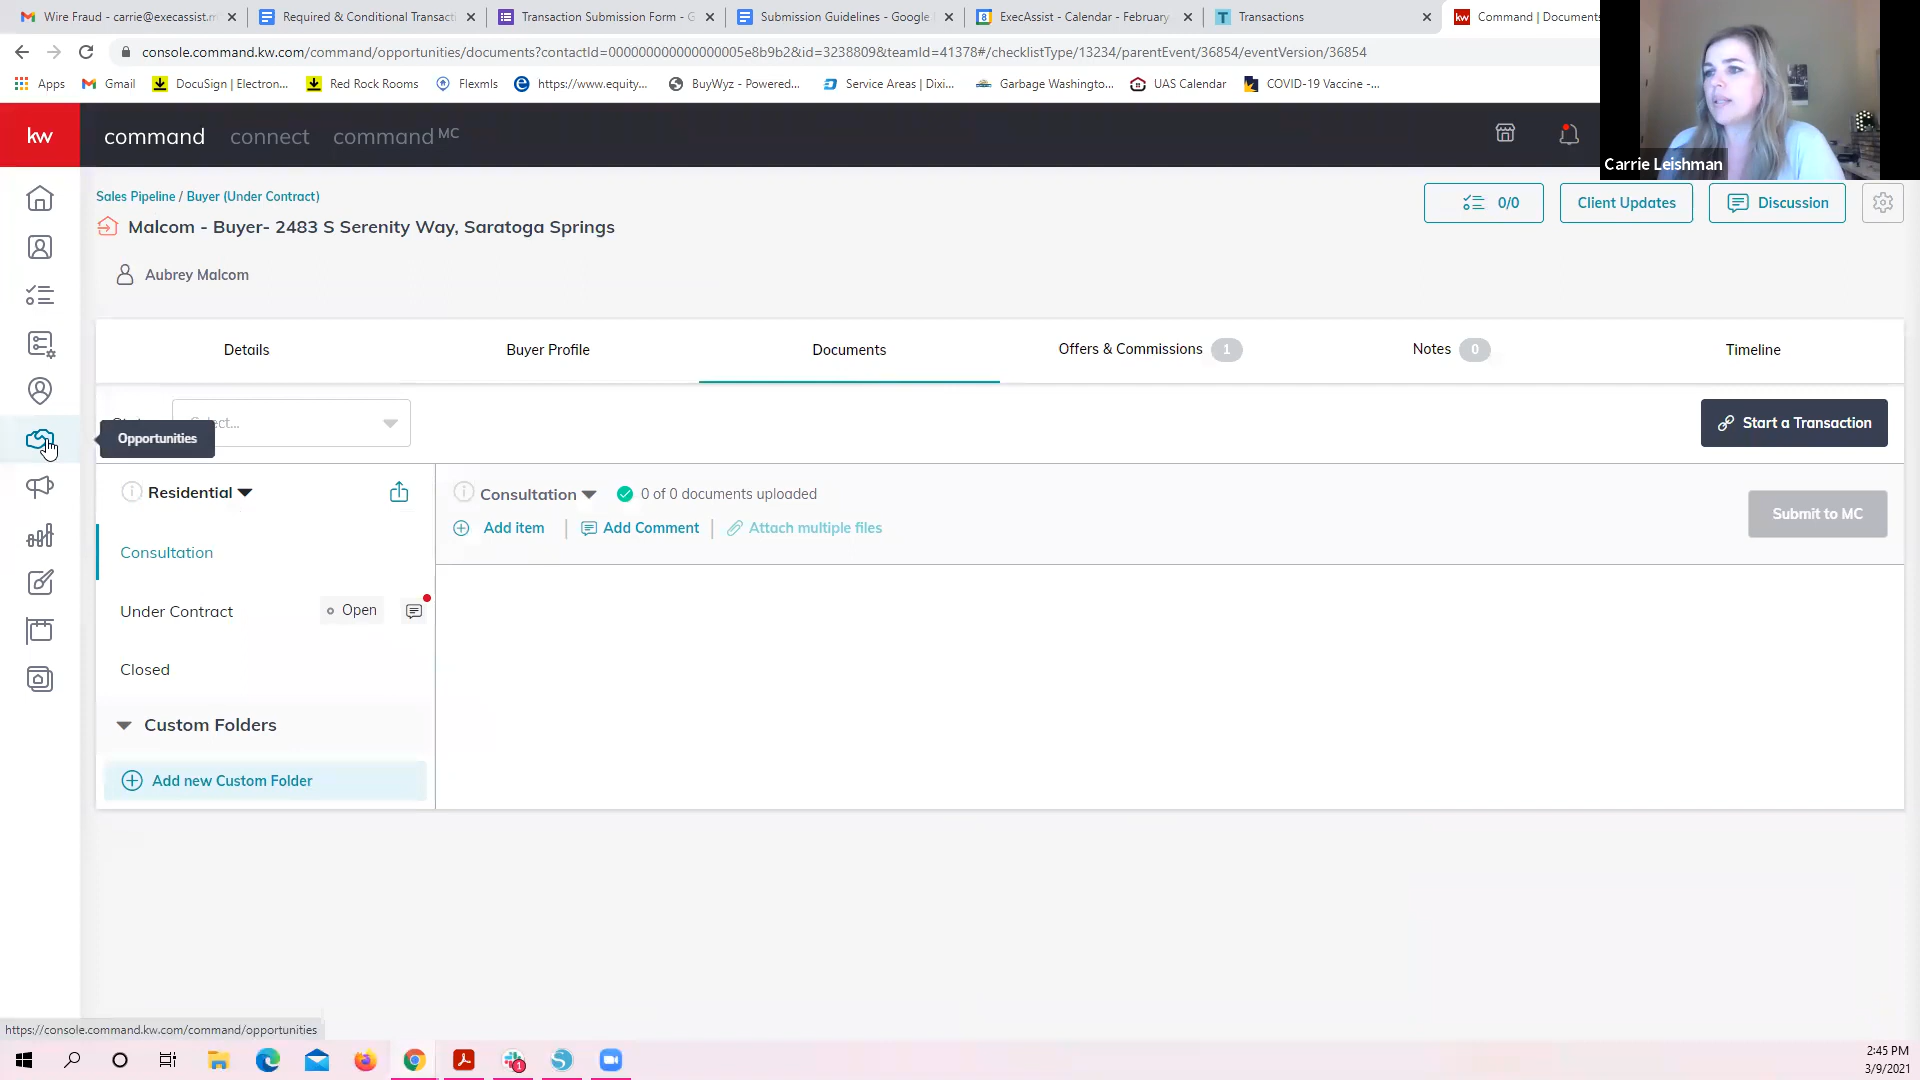 Wire Fraud - carrie@execassist.m
Required & Conditional Transacti
Transaction Submission Form - G
Submission Guidelines - Google
ExecAssist - Calendar - February
Transactions
Command | Documents
console.command.kw.com/command/opportunities/documents?contactId=000000000000000005e8b9b2&id=3238809&teamId=41378#/checklistType/13234/parentEvent/36854/eventVersion/36854
Apps
Gmail
DocuSign | Electron...
Red Rock Rooms
Flexmls
https://www.equity...
BuyWyz - Powered...
Service Areas | Dixi...
Garbage Washingto...
UAS Calendar
COVID-19 Vaccine -...
kw
command connect command MC
Carrie Leishman
Sales Pipeline / Buyer (Under Contract)
0/0
Client Updates
Discussion
Malcom - Buyer- 2483 S Serenity Way, Saratoga Springs
Aubrey Malcom
Details
Buyer Profile
Documents
Offers & Commissions 1
Notes 0
Timeline
Start a Transaction
Opportunities
Residential
Consultation
0 of 0 documents uploaded
Add item
Add Comment
Attach multiple files
Submit to MC
Consultation
Under Contract
Open
Closed
Custom Folders
Add new Custom Folder
https://console.command.kw.com/command/opportunities
2:45 PM
3/9/2021